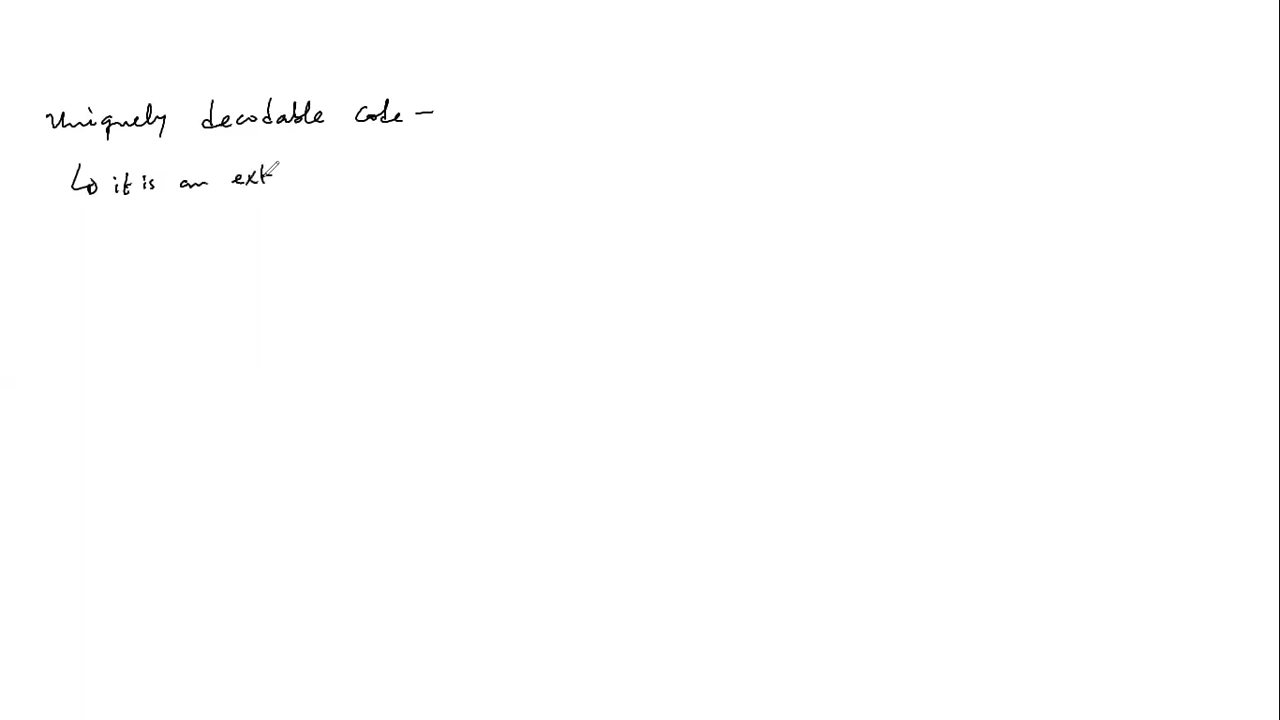 Uniquely decodable code -
↳ it is an ext